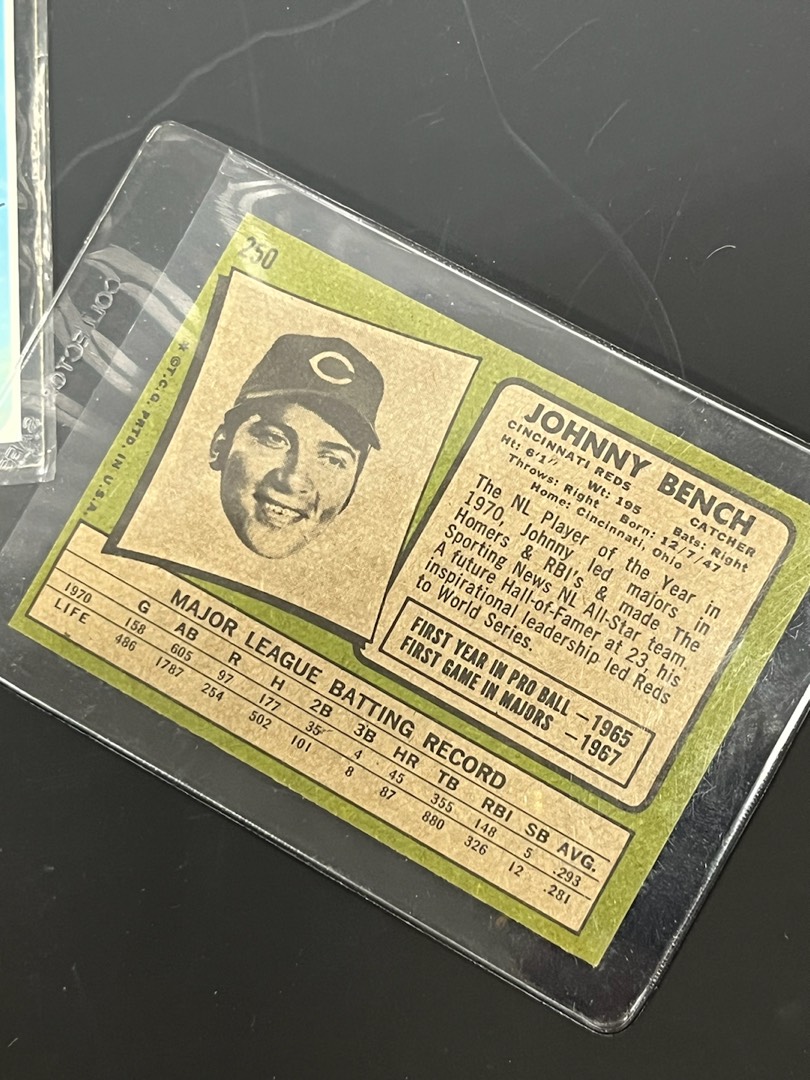 250
✱©T.C.G. PRTD. IN U.S.A.
C
JOHNNY BENCH
CINCINNATI REDS CATCHER
Ht: 6'1" Wt: 195 Bats: Right
Throws: Right Born: 12/7/47
Home: Cincinnati, Ohio
The NL Player of the Year in
1970, Johnny led majors in
Homers & RBI's & made The
Sporting News NL All-Star team.
A future Hall-of-Famer at 23, his
inspirational leadership led Reds
to World Series.
FIRST YEAR IN PRO BALL —1965
FIRST GAME IN MAJORS —1967
MAJOR LEAGUE BATTING RECORD
G AB R H 2B 3B HR TB RBI SB AVG.
1970 158 605 97 177 35 4 45 355 148 5 .293
LIFE 486 1787 254 502 101 8 87 880 326 12 .281